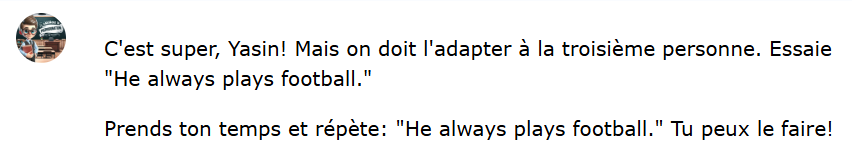 C'est super, Yasin! Mais on doit l'adapter à la troisième personne. Essaie
"He always plays football."
Prends ton temps et répète: "He always plays football." Tu peux le faire!